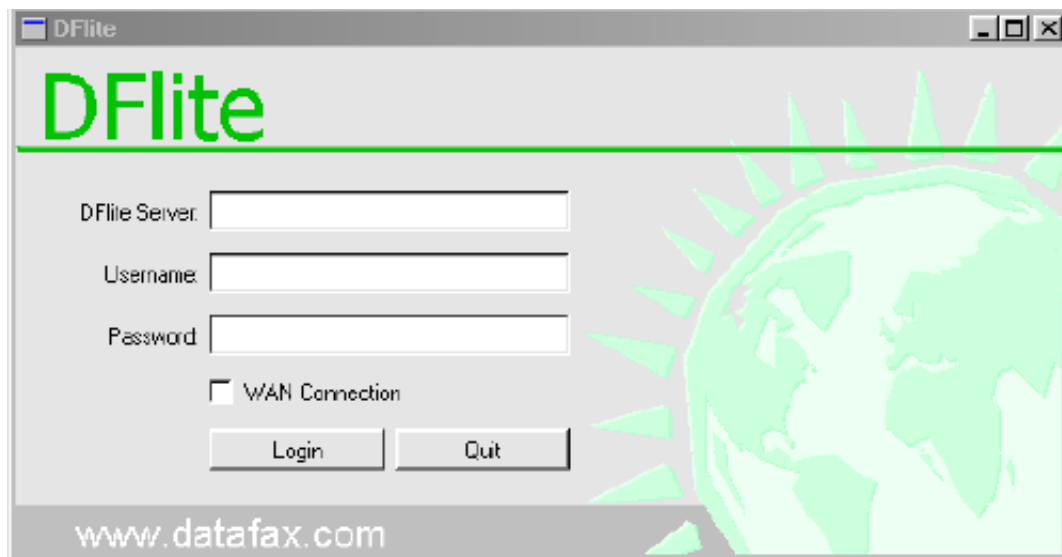 DFlite
DFlite
DFlite Server:
Username:
Password:
WAN Connection
Login Quit
www.datafax.com